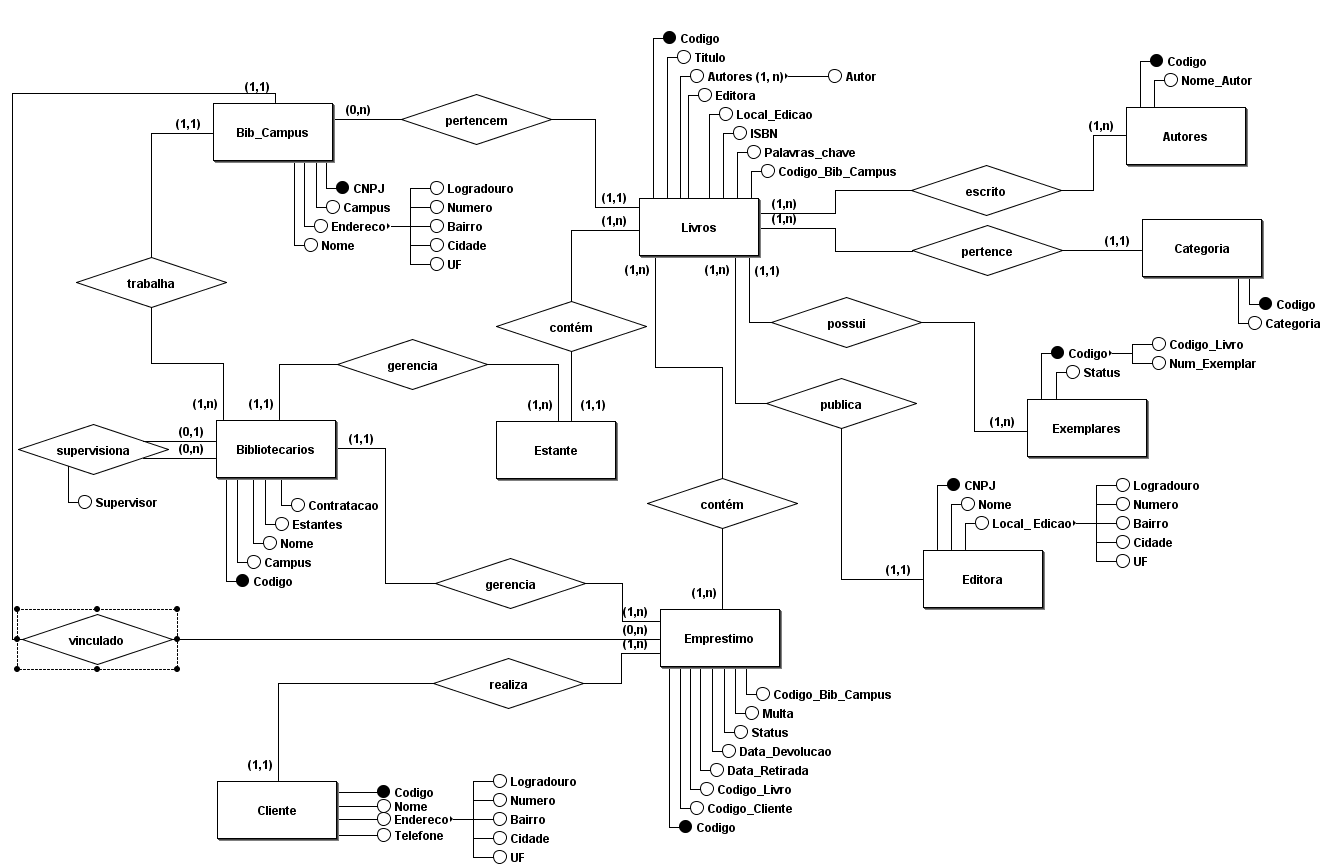 Codigo
Titulo
Autores (1, n)
Autor
Editora
Local_Edicao
ISBN
Palavras_chave
Codigo_Bib_Campus
Codigo
Nome_Autor
(1,n)
Autores
(1,1)
(1,1)
Bib_Campus
(0,n)
pertencem
(1,1)
(1,n)
Livros
(1,n)
(1,n)
escrito
pertence
(1,1)
Categoria
Codigo
Categoria
CNPJ
Campus
Endereco
Nome
Logradouro
Numero
Bairro
Cidade
UF
trabalha
(1,n)
(1,n)
(1,1)
contém
possui
Codigo
Codigo_Livro
Num_Exemplar
Status
(1,n)
Exemplares
gerencia
(1,n)
(1,1)
(1,n)
(1,1)
Estante
publica
supervisiona
(0,1)
(0,n)
Bibliotecarios
(1,1)
Supervisor
Contratacao
Estantes
Nome
Campus
Codigo
contém
CNPJ
Nome
Local_ Edicao
Logradouro
Numero
Bairro
Cidade
UF
(1,1)
Editora
gerencia
(1,n)
(1,n)
(0,n)
(1,n)
Emprestimo
vinculado
realiza
Codigo_Bib_Campus
Multa
Status
Data_Devolucao
Data_Retirada
Codigo_Livro
Codigo_Cliente
Codigo
(1,1)
Cliente
Codigo
Nome
Endereco
Telefone
Logradouro
Numero
Bairro
Cidade
UF